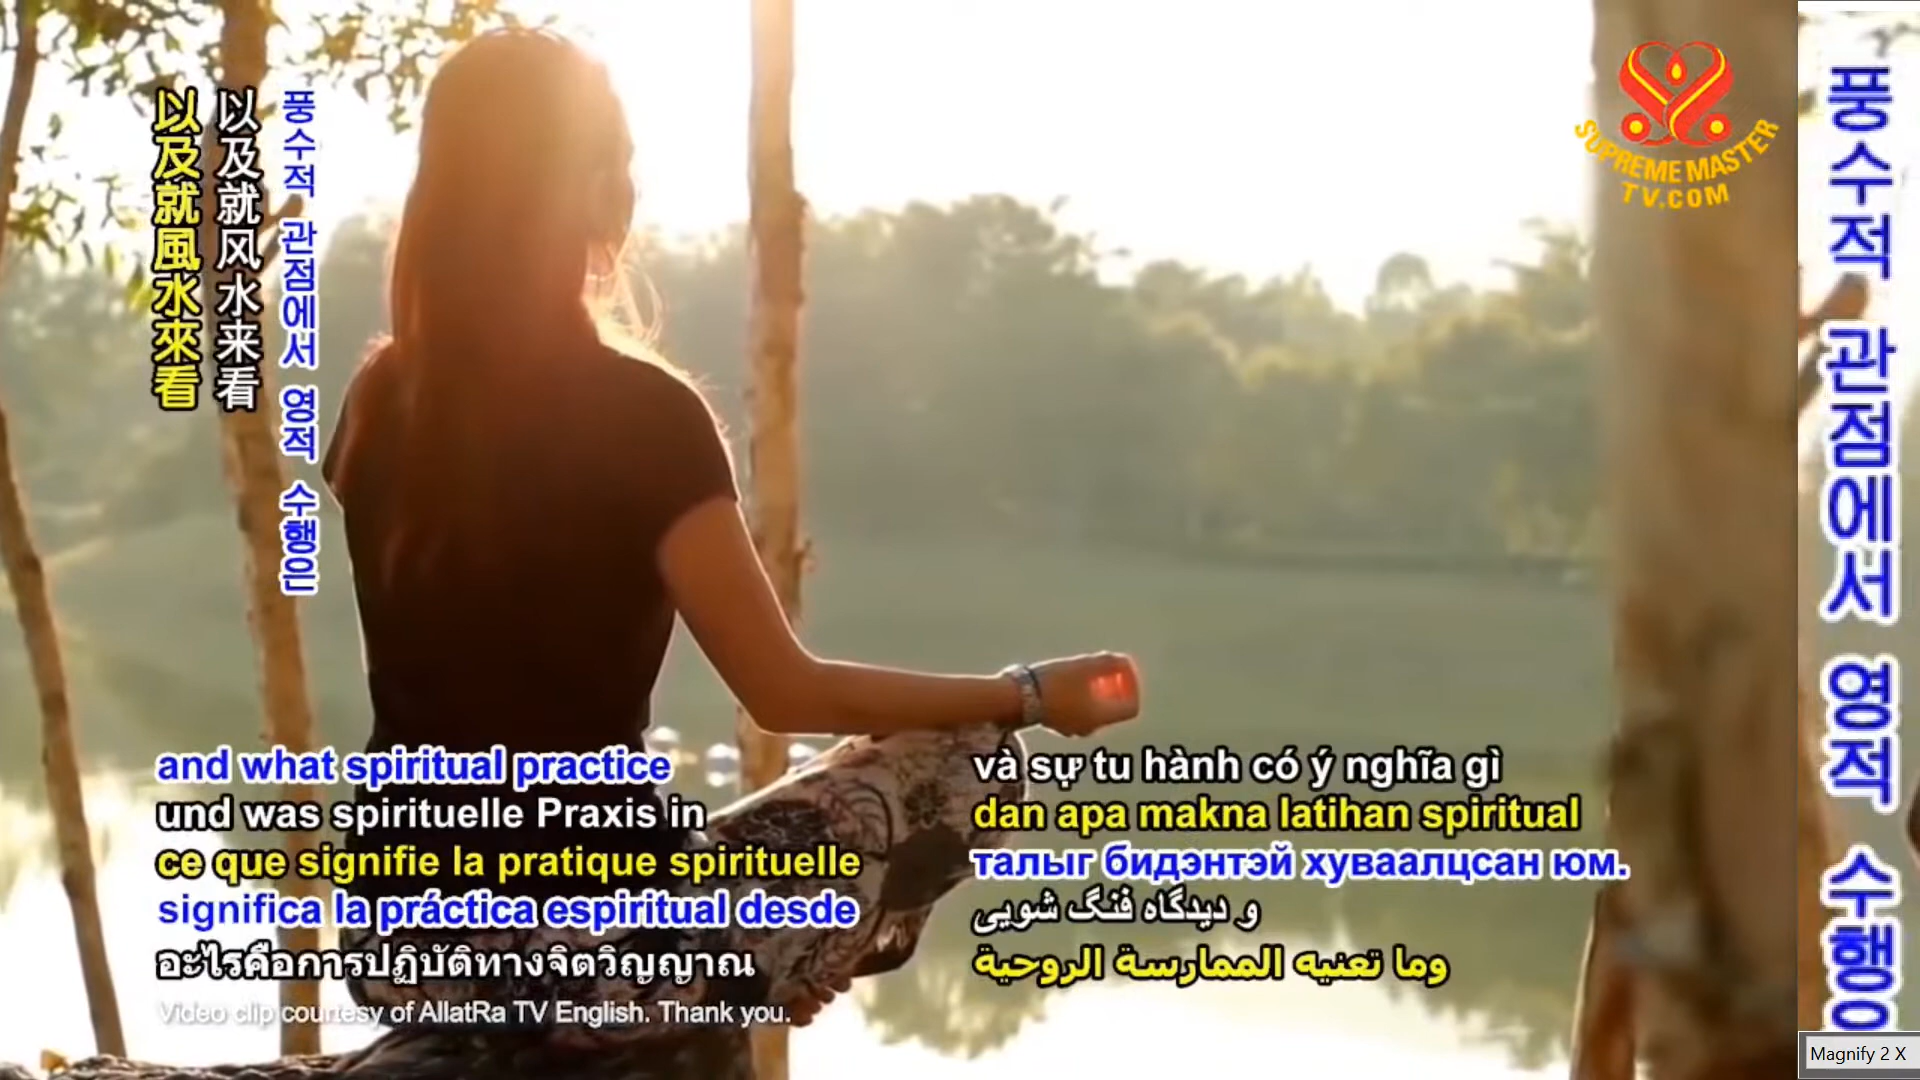 以及就風水來看
以及就风水来看
풍수적 관점에서 영적 수행은
SUPREME MASTER
TV.COM
and what spiritual practice
und was spirituelle Praxis in
ce que signifie la pratique spirituelle
significa la práctica espiritual desde
อะไรคือการปฏิบัติทางจิตวิญญาณ
Video clip courtesy of AllatRa TV English. Thank you.
và sự tu hành có ý nghĩa gì
dan apa makna latihan spiritual
талыг бидэнтэй хуваалцсан юм.
و دیدگاه فنگ شویی
وما تعنيه الممارسة الروحية
풍수적 관점에서 영적 수행
Magnify 2 X